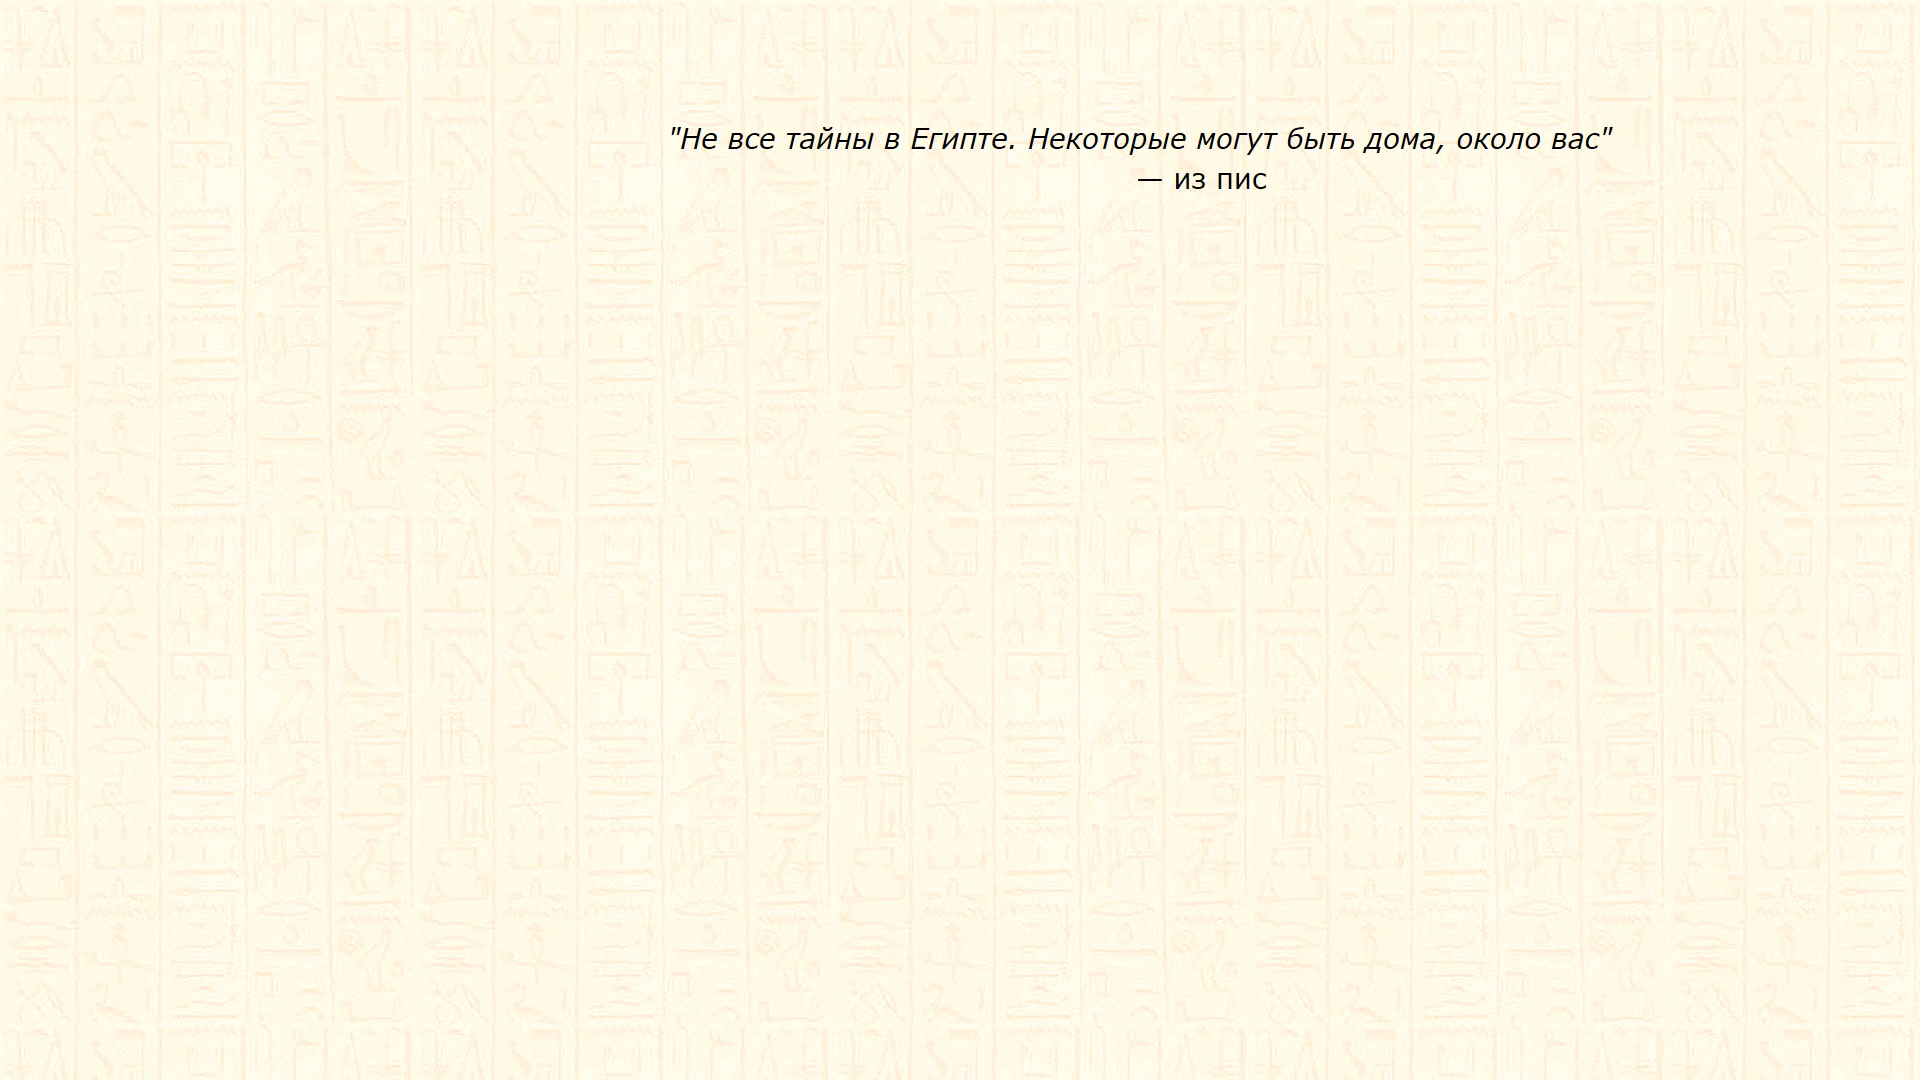 "Не все тайны в Египте. Некоторые могут быть дома, около вас"
— из пис